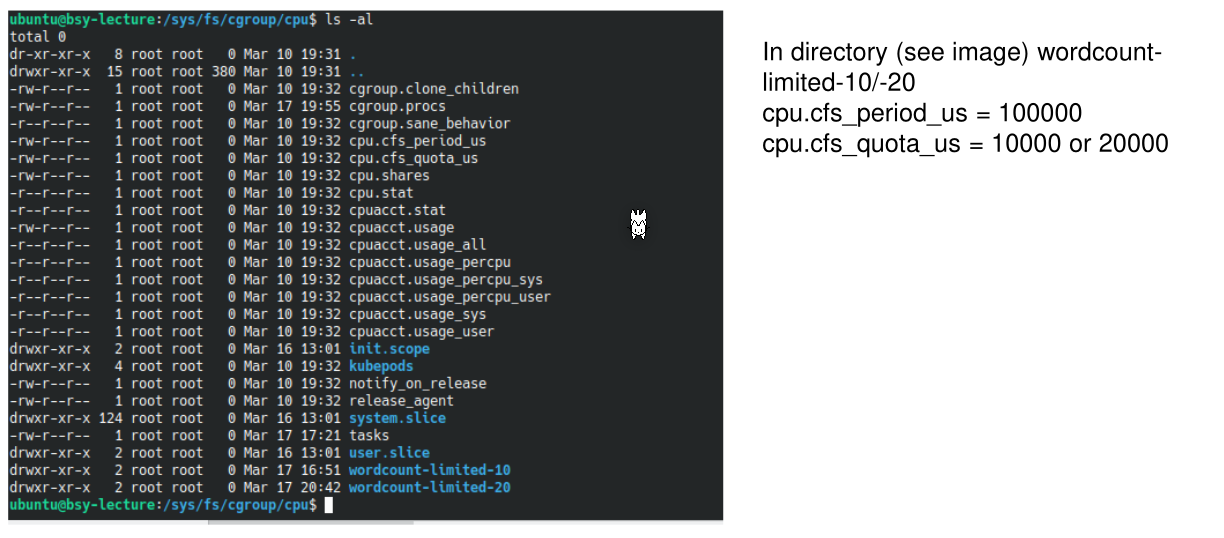 ubuntu@bsy-lecture:/sys/fs/cgroup/cpu$ ls -al
total 0
dr-xr-xr-x   8 root root   0 Mar 10 19:31 .
drwxr-xr-x  15 root root 380 Mar 10 19:31 ..
-rw-r--r--   1 root root   0 Mar 10 19:32 cgroup.clone_children
-rw-r--r--   1 root root   0 Mar 17 19:55 cgroup.procs
-r--r--r--   1 root root   0 Mar 10 19:32 cgroup.sane_behavior
-rw-r--r--   1 root root   0 Mar 10 19:32 cpu.cfs_period_us
-rw-r--r--   1 root root   0 Mar 10 19:32 cpu.cfs_quota_us
-rw-r--r--   1 root root   0 Mar 10 19:32 cpu.shares
-r--r--r--   1 root root   0 Mar 10 19:32 cpu.stat
-r--r--r--   1 root root   0 Mar 10 19:32 cpuacct.stat
-rw-r--r--   1 root root   0 Mar 10 19:32 cpuacct.usage
-r--r--r--   1 root root   0 Mar 10 19:32 cpuacct.usage_all
-r--r--r--   1 root root   0 Mar 10 19:32 cpuacct.usage_percpu
-r--r--r--   1 root root   0 Mar 10 19:32 cpuacct.usage_percpu_sys
-r--r--r--   1 root root   0 Mar 10 19:32 cpuacct.usage_percpu_user
-r--r--r--   1 root root   0 Mar 10 19:32 cpuacct.usage_sys
-r--r--r--   1 root root   0 Mar 10 19:32 cpuacct.usage_user
drwxr-xr-x   2 root root   0 Mar 16 13:01 init.scope
drwxr-xr-x   4 root root   0 Mar 10 19:32 kubepods
-rw-r--r--   1 root root   0 Mar 10 19:32 notify_on_release
-rw-r--r--   1 root root   0 Mar 10 19:32 release_agent
drwxr-xr-x 124 root root   0 Mar 16 13:01 system.slice
-rw-r--r--   1 root root   0 Mar 17 17:21 tasks
drwxr-xr-x   2 root root   0 Mar 16 13:01 user.slice
drwxr-xr-x   2 root root   0 Mar 17 16:51 wordcount-limited-10
drwxr-xr-x   2 root root   0 Mar 17 20:42 wordcount-limited-20
ubuntu@bsy-lecture:/sys/fs/cgroup/cpu$
In directory (see image) wordcount-
limited-10/-20
cpu.cfs_period_us = 100000
cpu.cfs_quota_us = 10000 or 20000